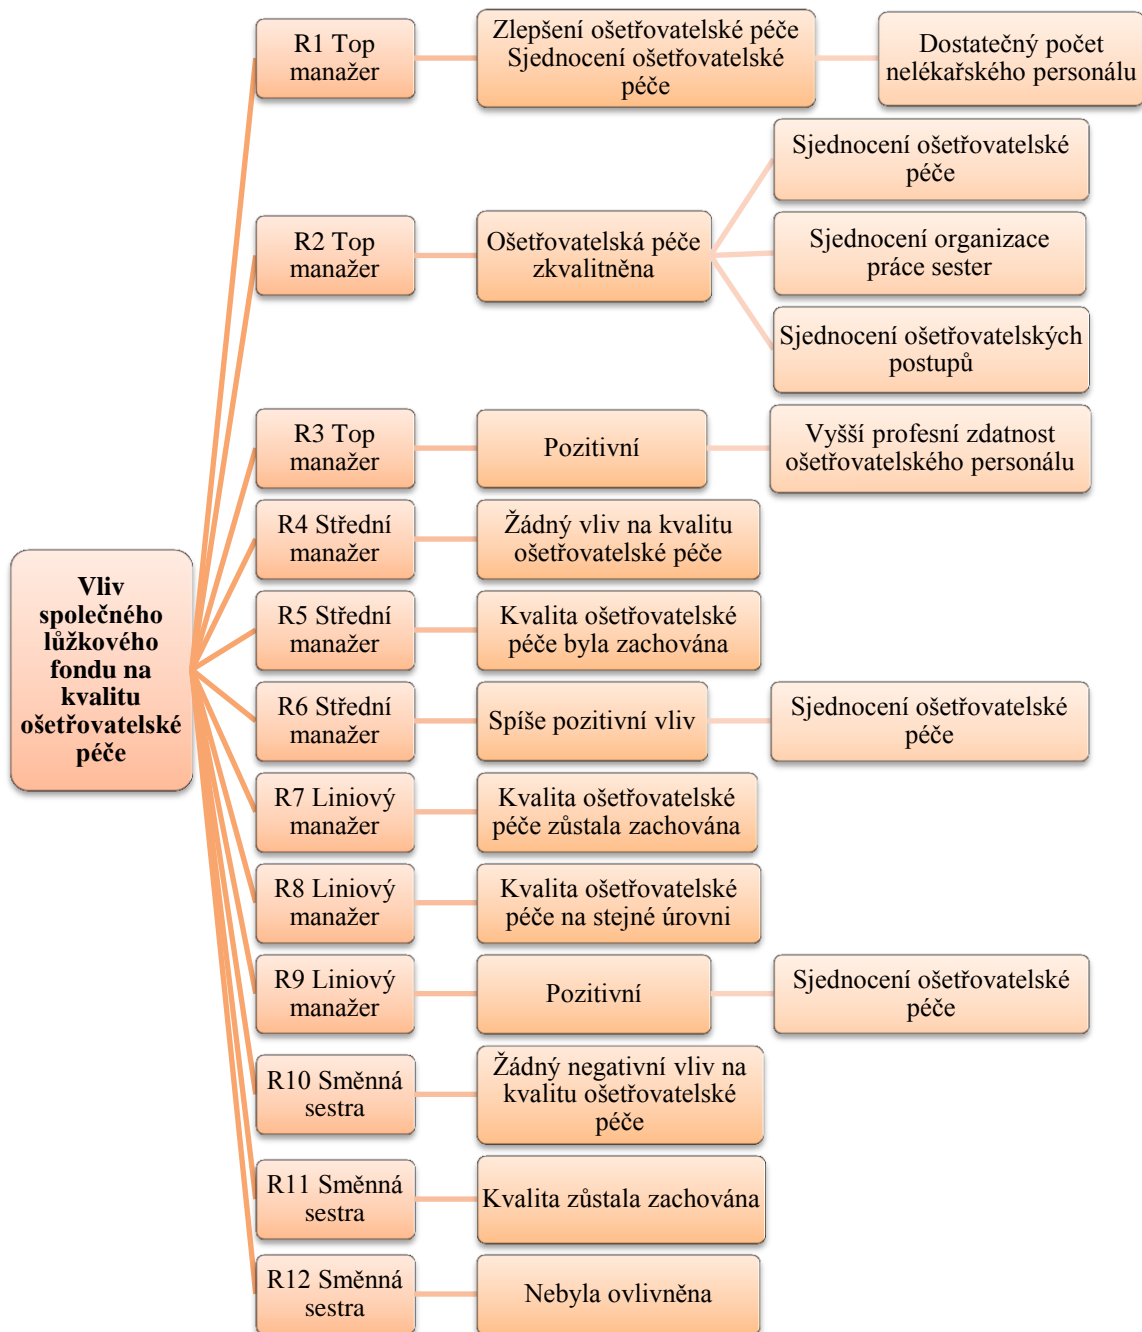 Vliv
společného
lůžkového
fondu na
kvalitu
ošetřovatelské
péče
R1 Top
manažer
Zlepšení ošetřovatelské péče
Sjednocení ošetřovatelské
péče
Dostatečný počet
nelékařského personálu
R2 Top
manažer
Ošetřovatelská péče
zkvalitněna
Sjednocení ošetřovatelské
péče
Sjednocení organizace
práce sester
Sjednocení ošetřovatelských
postupů
R3 Top
manažer
Pozitivní
Vyšší profesní zdatnost
ošetřovatelského personálu
R4 Střední
manažer
Žádný vliv na kvalitu
ošetřovatelské péče
R5 Střední
manažer
Kvalita ošetřovatelské
péče byla zachována
R6 Střední
manažer
Spíše pozitivní vliv
Sjednocení ošetřovatelské
péče
R7 Liniový
manažer
Kvalita ošetřovatelské
péče zůstala zachována
R8 Liniový
manažer
Kvalita ošetřovatelské
péče na stejné úrovni
R9 Liniový
manažer
Pozitivní
Sjednocení ošetřovatelské
péče
R10 Směnná
sestra
Žádný negativní vliv na
kvalitu ošetřovatelské
péče
R11 Směnná
sestra
Kvalita zůstala zachována
R12 Směnná
sestra
Nebyla ovlivněna